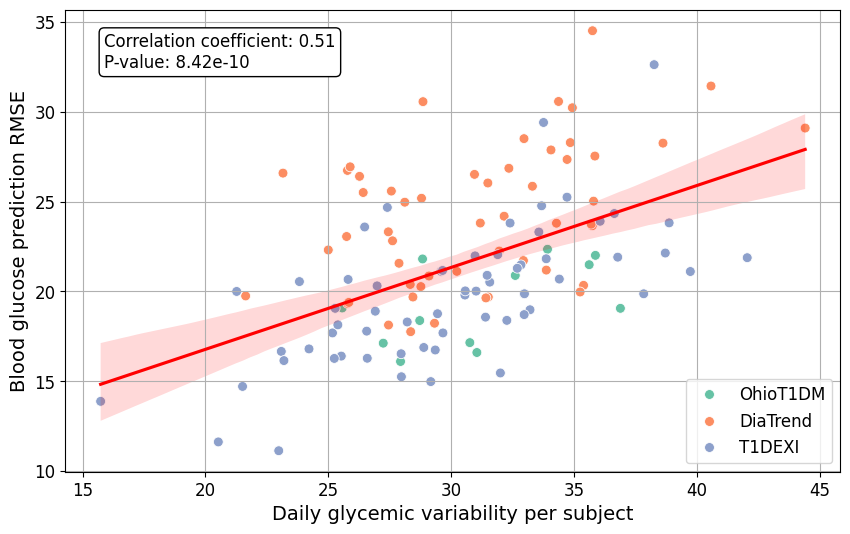 Correlation coefficient: 0.51
P-value: 8.42e-10
35
30
25
20
15
10
Blood glucose prediction RMSE
OhioT1DM
DiaTrend
T1DEXI
15 20 25 30 35 40 45
Daily glycemic variability per subject